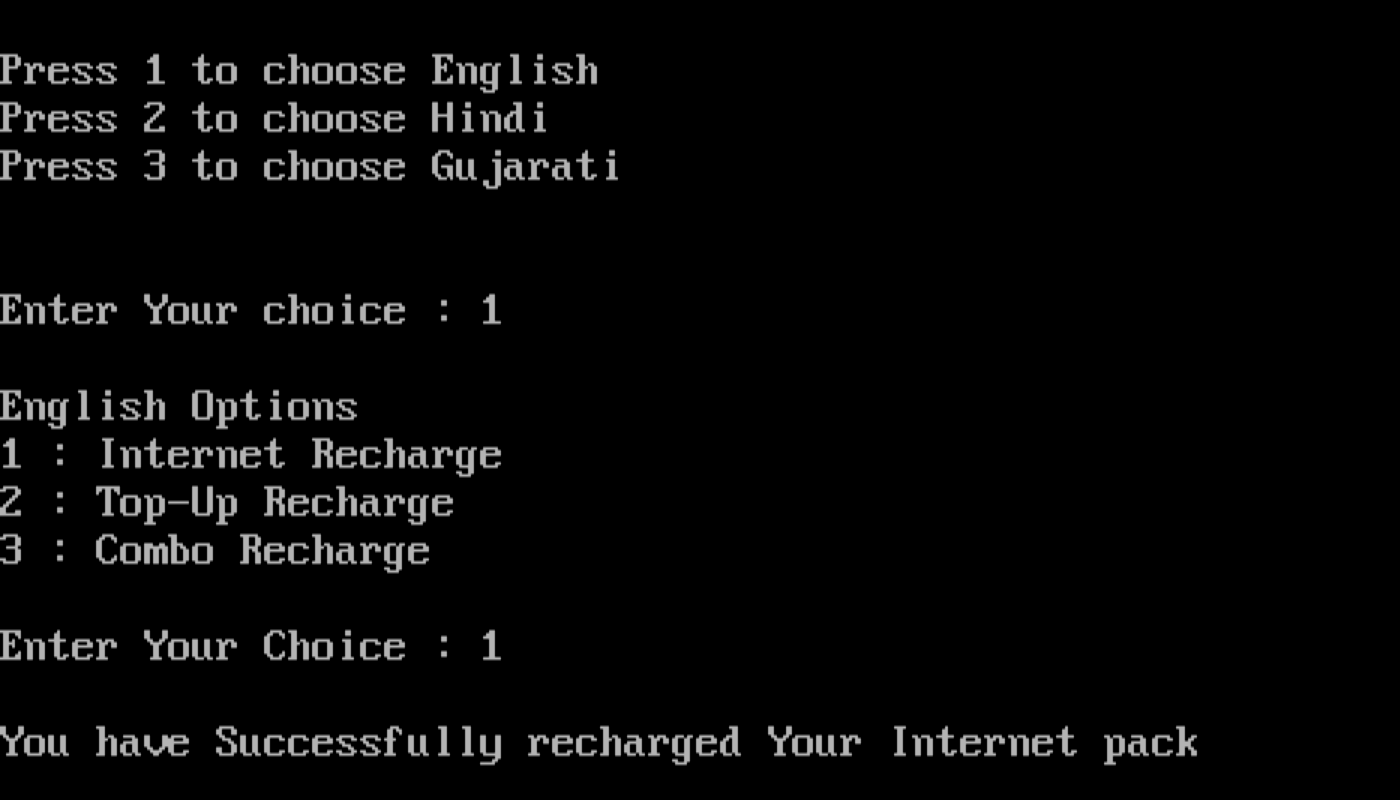 Press 1 to choose English
Press 2 to choose Hindi
Press 3 to choose Gujarati
Enter Your choice : 1
English Options
1 : Internet Recharge
2 : Top-Up Recharge
3 : Combo Recharge
Enter Your Choice : 1
You have Successfully recharged Your Internet pack